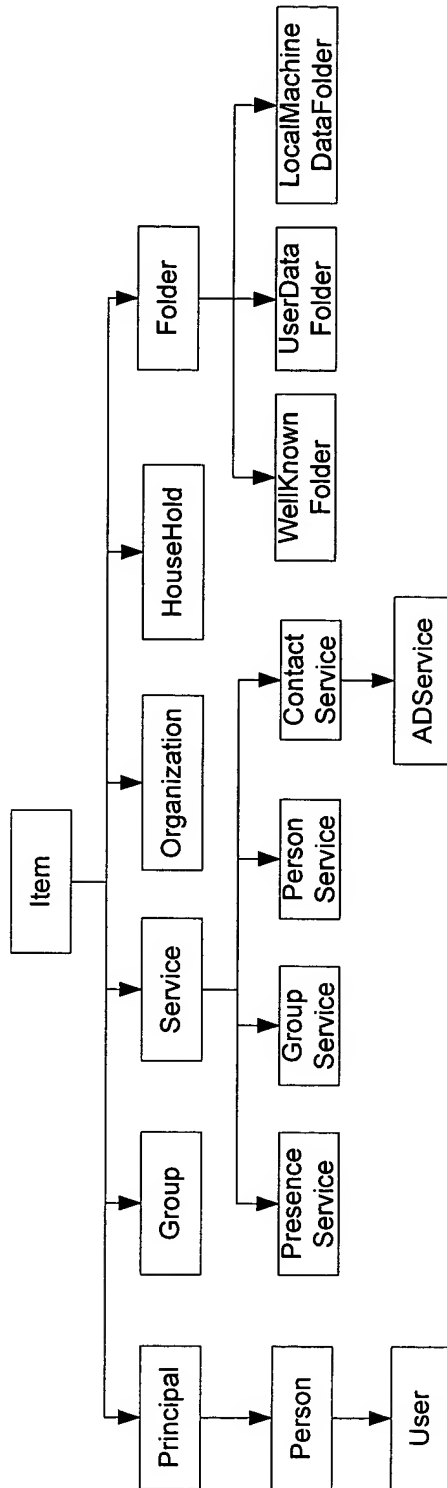 Item
Principal
Group
Service
Organization
HouseHold
Folder
Person
Presence
Service
Group
Service
Person
Service
Contact
Service
WellKnown
Folder
UserData
Folder
LocalMachine
DataFolder
User
ADService